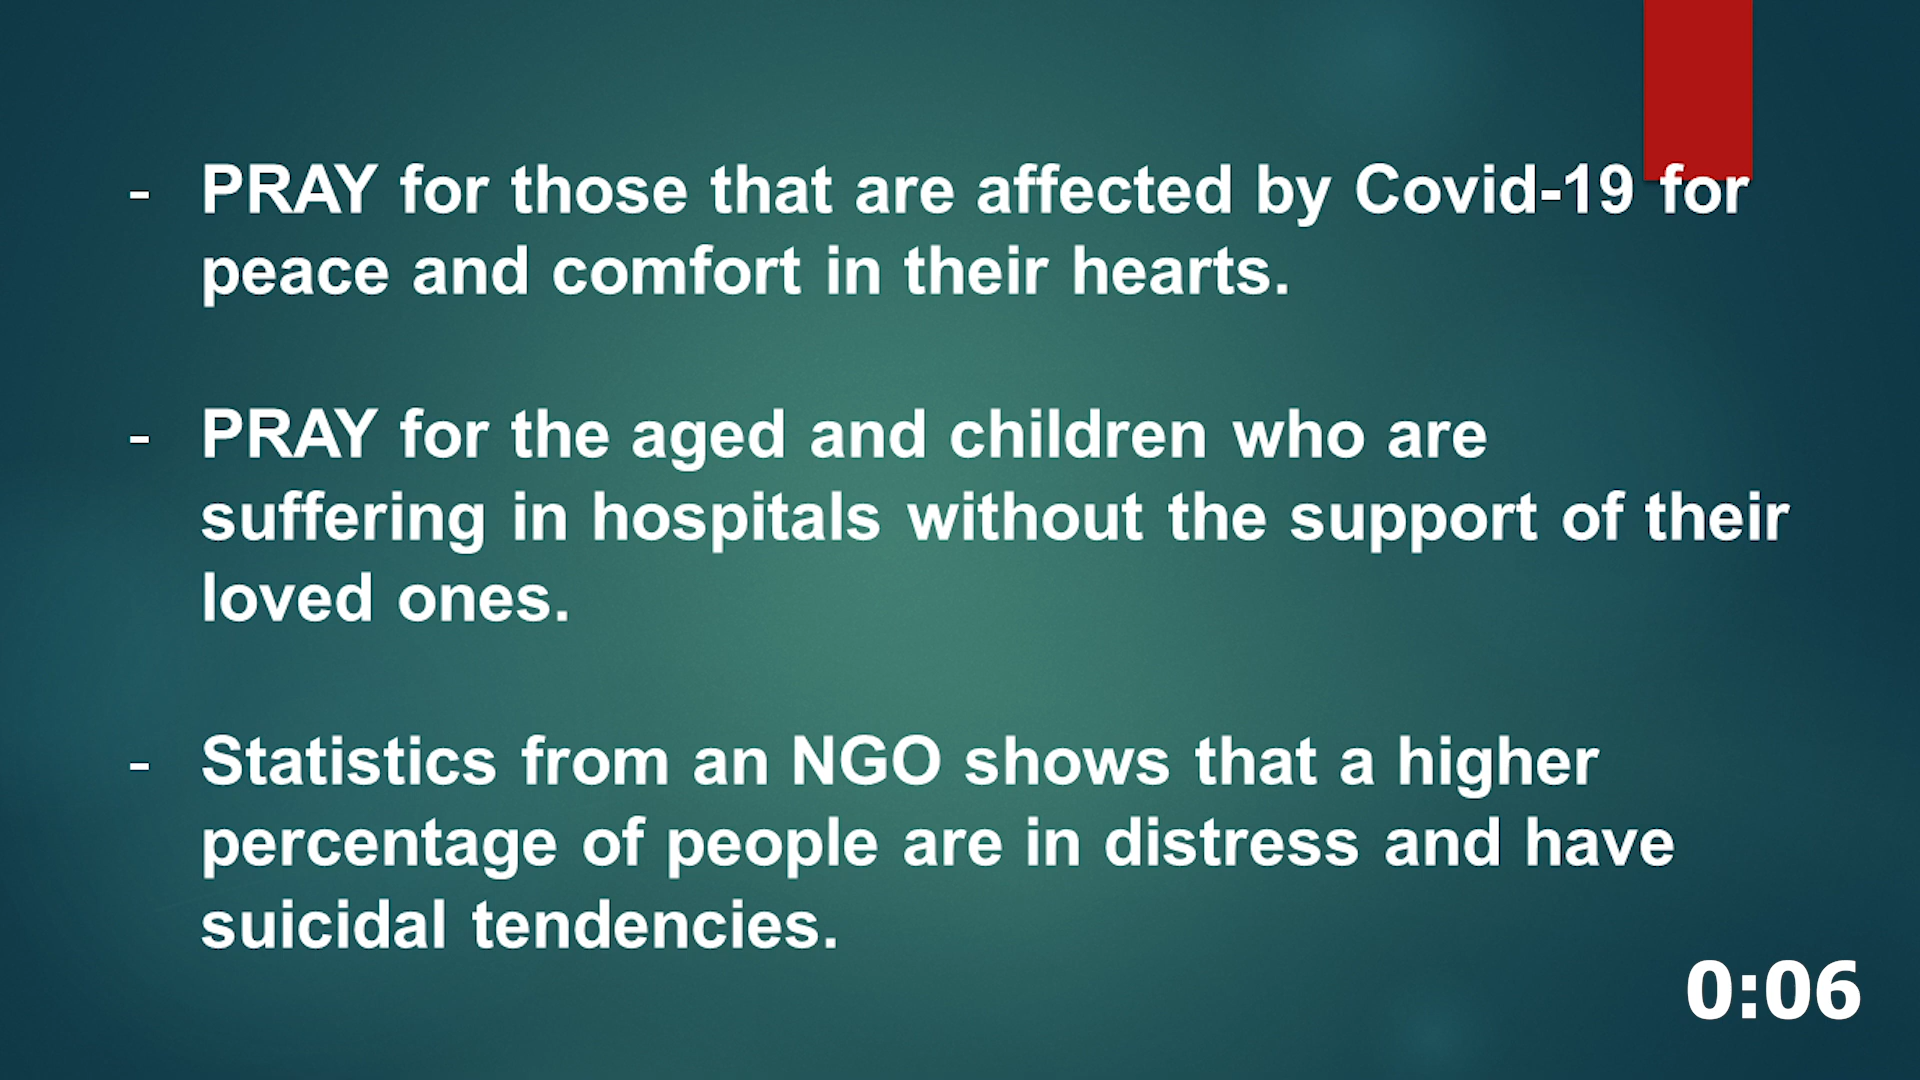 - PRAY for those that are affected by Covid-19 for
peace and comfort in their hearts.
- PRAY for the aged and children who are
suffering in hospitals without the support of their
loved ones.
- Statistics from an NGO shows that a higher
percentage of people are in distress and have
suicidal tendencies.
0:06